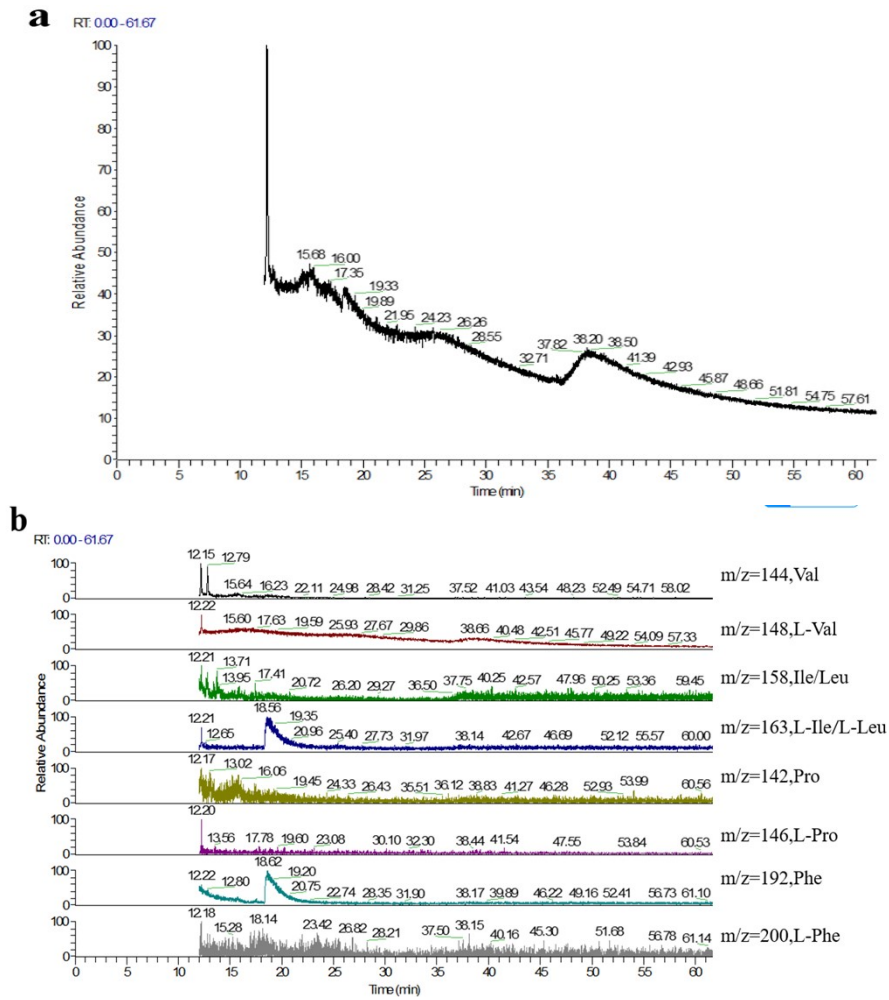 a
RT: 0.00 - 61.67
100
90
80
70
60
50
40
30
20
10
0
Relative Abundance
15.68 16.00
17.35
19.33
19.89
21.95 24.23 26.26
28.55
32.71
37.82 38.20 38.50
41.39
42.93
45.87 48.66 51.81 54.75 57.61
0 5 10 15 20 25 30 35 40 45 50 55 60
Time (min)
b
RT: 0.00 - 61.67
Relative Abundance
100
0
12.15 12.79
15.64 16.23 22.11 24.98 28.42 31.25 37.52 41.03 43.54 48.23 52.49 54.71 58.02
m/z=144,Val
100
0
12.22
15.60 17.63 19.59 25.93 27.67 29.86 38.66 40.48 42.51 45.77 49.22 54.09 57.33
m/z=148,L-Val
100
0
12.21 13.71
13.95 17.41 20.72 26.20 29.27 36.50 37.75 40.25 42.57 47.96 50.25 53.36 59.45
m/z=158,Ile/Leu
100
0
12.21 12.65 18.56 19.35
20.96 25.40 27.73 31.97 38.14 42.67 46.69 52.12 55.57 60.00
m/z=163,L-Ile/L-Leu
100
0
12.17 13.02 16.06 19.45 24.33 26.43 35.51 36.12 38.83 41.27 46.28 52.93 53.99 60.56
m/z=142,Pro
100
0
12.20
13.56 17.78 19.60 23.08 30.10 32.30 38.44 41.54 47.55 53.84 60.53
m/z=146,L-Pro
100
0
12.22 12.80 18.62 19.20
20.75 22.74 28.35 31.90 38.17 39.89 46.22 49.16 52.41 56.73 61.10
m/z=192,Phe
100
0
12.18 15.28 18.14 23.42 26.82 28.21 37.50 38.15 40.16 45.30 51.68 56.78 61.14
m/z=200,L-Phe
0 5 10 15 20 25 30 35 40 45 50 55 60
Time (min)